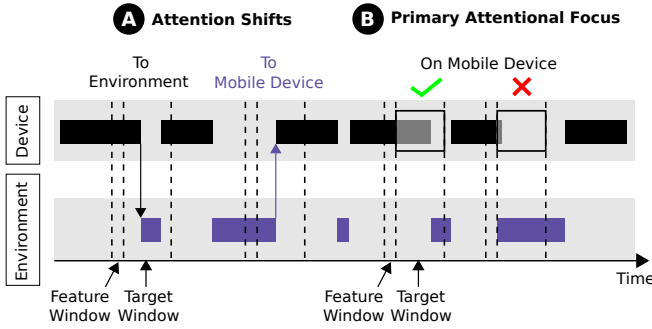 A Attention Shifts
B Primary Attentional Focus
To
Environment
To
Mobile Device
On Mobile Device
Device
Environment
Time
Feature
Window
Target
Window
Feature
Window
Target
Window